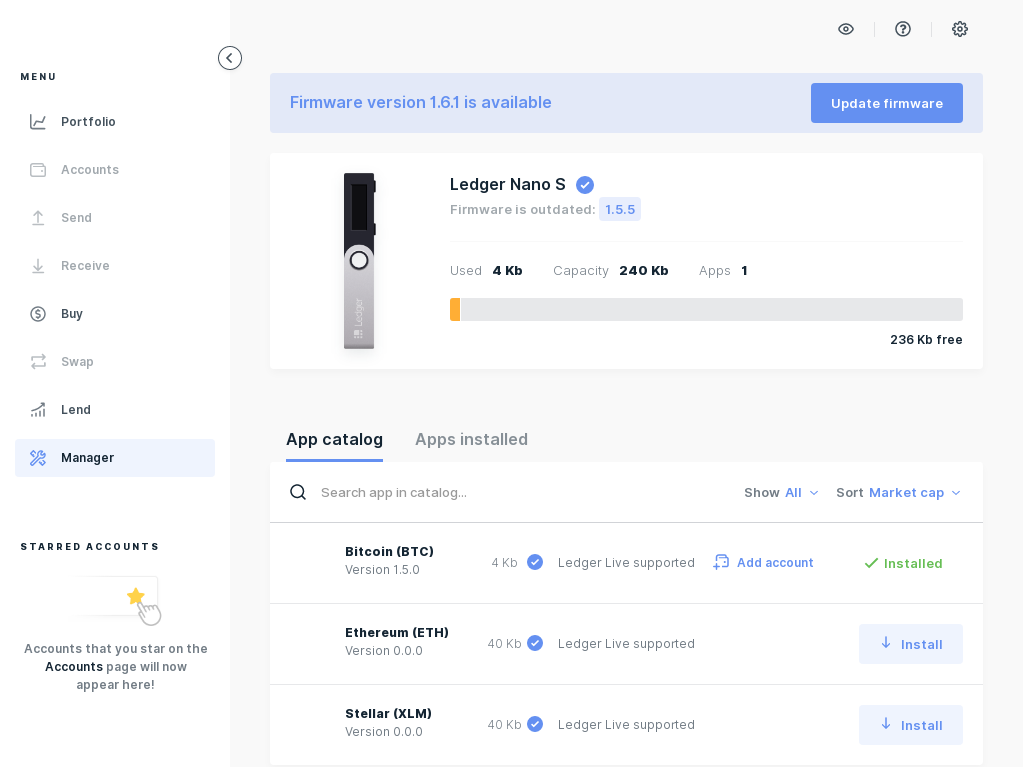 MENU
Portfolio
Accounts
Send
Receive
Buy
Swap
Lend
Manager
STARRED ACCOUNTS
Accounts that you star on the
Accounts page will now
appear here!
Firmware version 1.6.1 is available
Update firmware
Ledger
Ledger Nano S
Firmware is outdated: 1.5.5
Used 4 Kb Capacity 240 Kb Apps 1
236 Kb free
App catalog Apps installed
Search app in catalog... Show All Sort Market cap
Bitcoin (BTC)
Version 1.5.0
4 Kb Ledger Live supported Add account Installed
Ethereum (ETH)
Version 0.0.0
40 Kb Ledger Live supported Install
Stellar (XLM)
Version 0.0.0
40 Kb Ledger Live supported Install